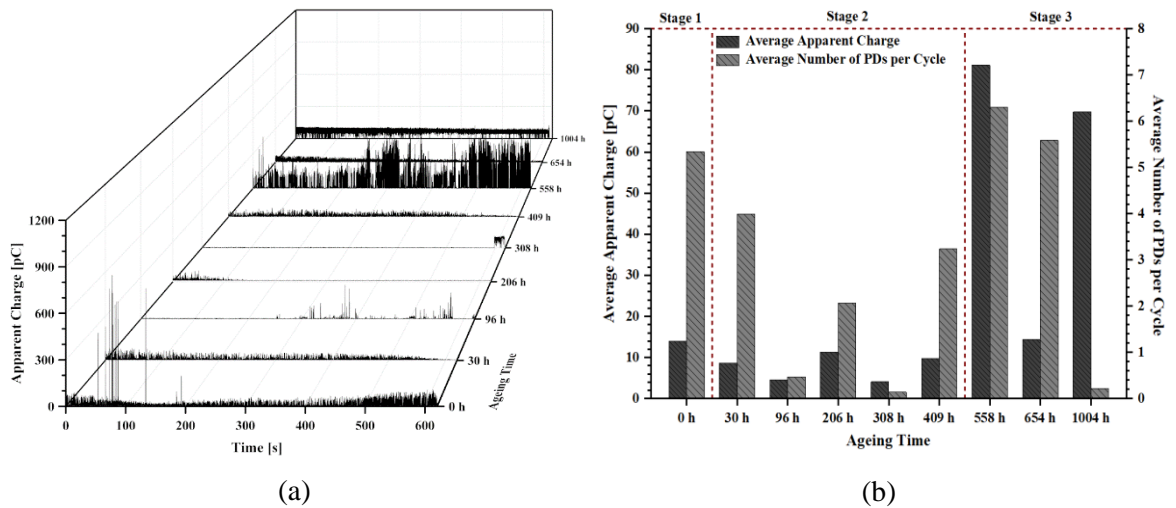 1200
900
600
300
0
Apparent Charge [pC]
0 100 200 300 400 500 600
Time [s]
1004 h
654 h
558 h
409 h
308 h
206 h
96 h
30 h
0 h
Ageing Time
(a)
Stage 1 Stage 2 Stage 3
Average Apparent Charge
Average Number of PDs per Cycle
90
80
70
60
50
40
30
20
10
0
Average Apparent Charge [pC]
8
7
6
5
4
3
2
1
0
Average Number of PDs
per Cycle
0 h 30 h 96 h 206 h 308 h 409 h 558 h 654 h 1004 h
Ageing Time
(b)